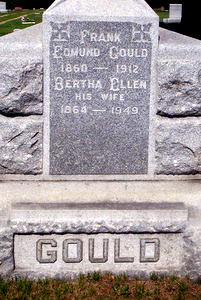 FRANK
EDMUND GOULD
1860 — 1912
BERTHA ELLEN
HIS WIFE
1864 — 1949
GOULD